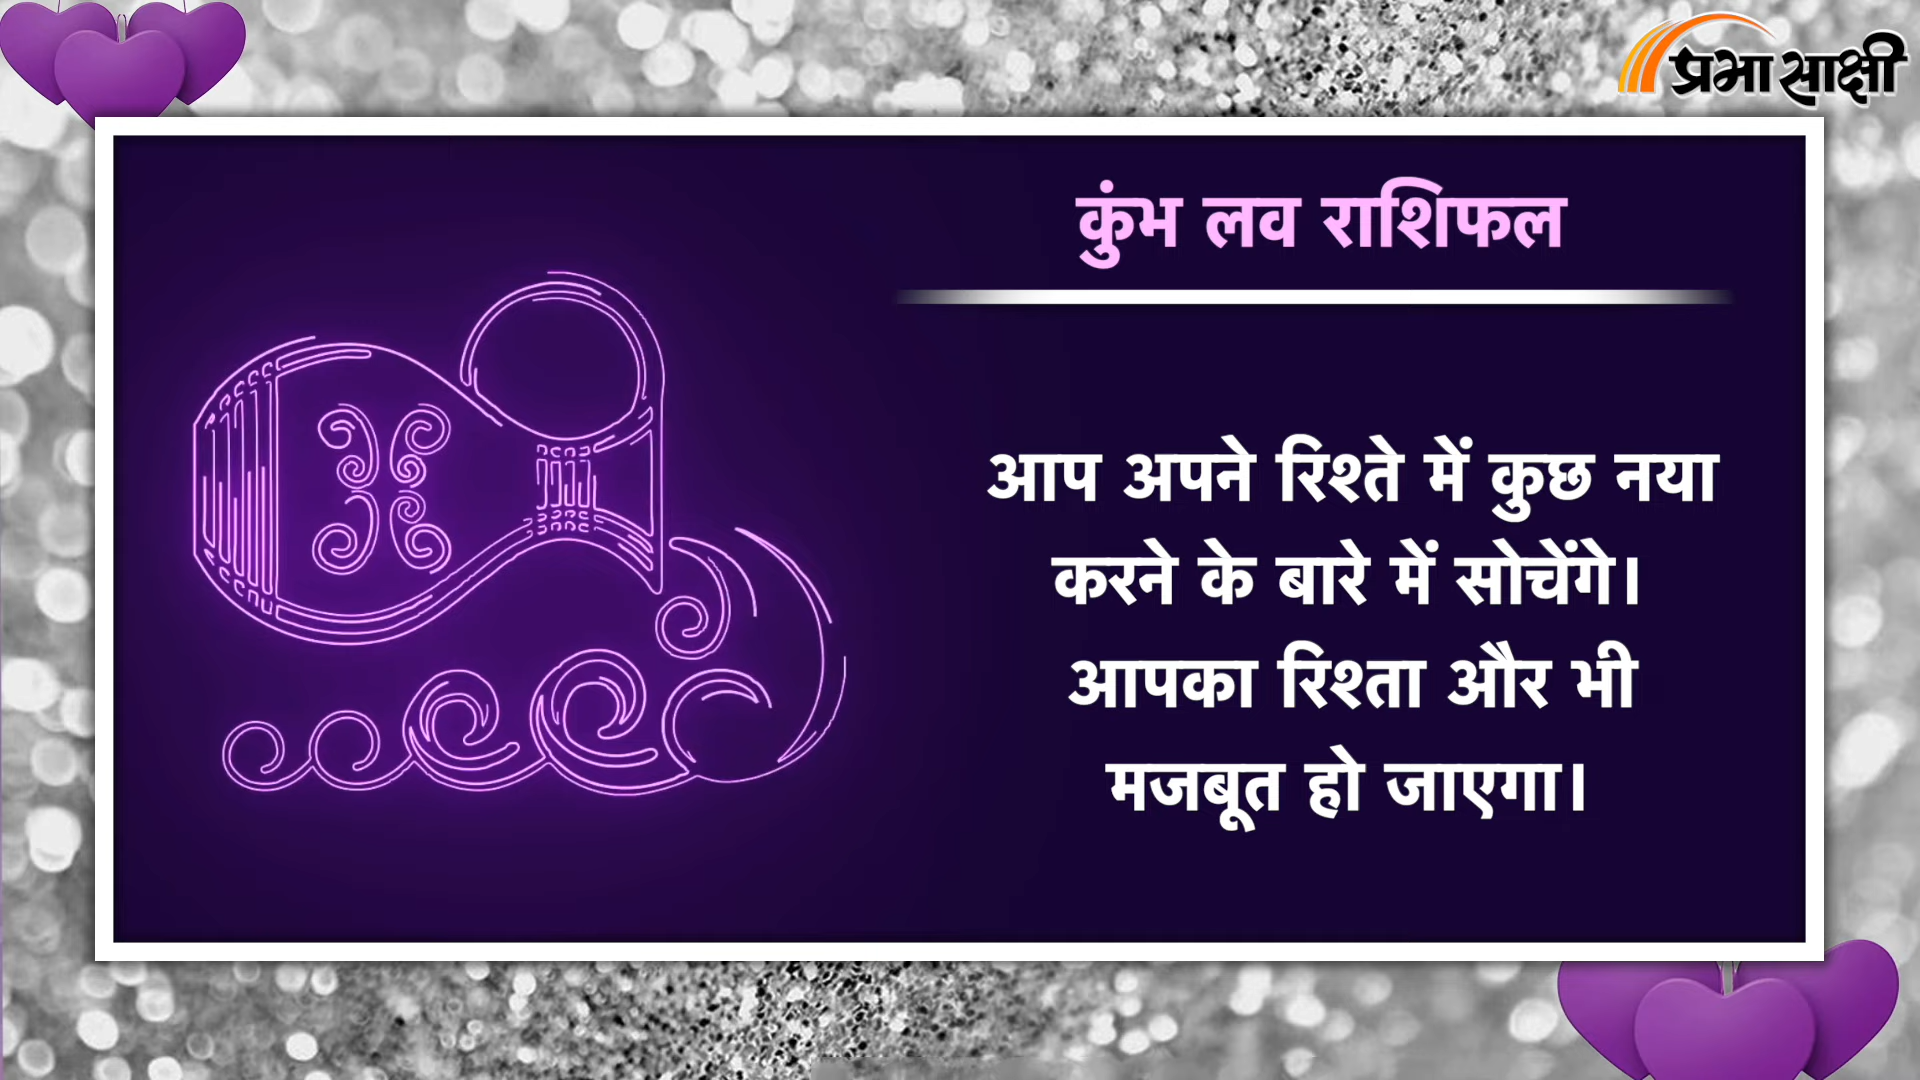 प्रभासाक्षी
कुंभ लव राशिफल
आप अपने रिश्ते में कुछ नया
करने के बारे में सोचेंगे।
आपका रिश्ता और भी
मजबूत हो जाएगा।